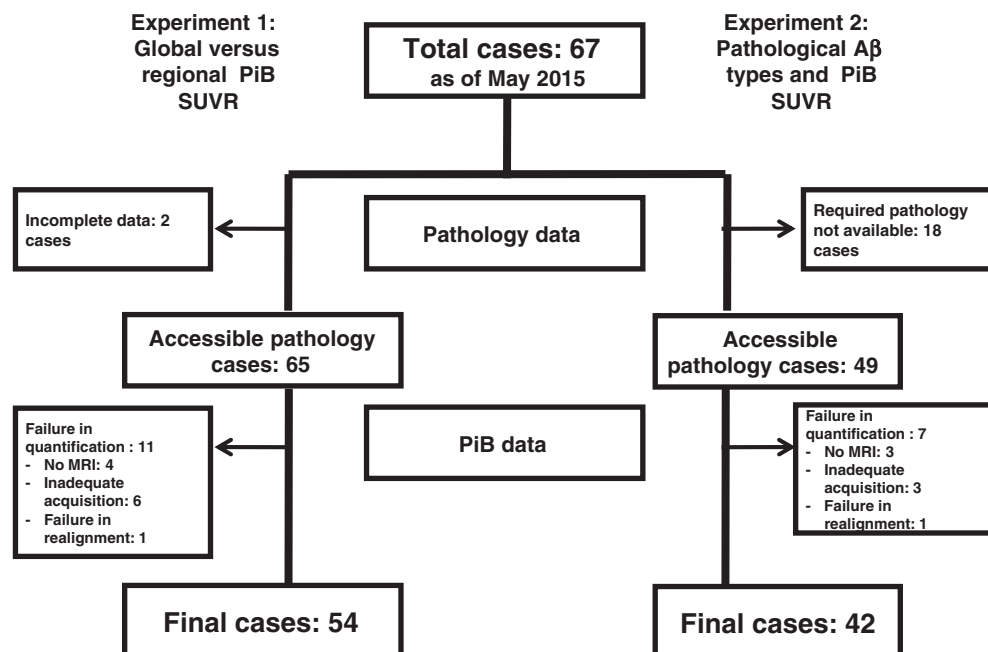 Experiment 1:
Global versus
regional PiB
SUVR
Total cases: 67
as of May 2015
Experiment 2:
Pathological Aβ
types and PiB
SUVR
Incomplete data: 2
cases
Pathology data
Required pathology
not available: 18
cases
Accessible pathology
cases: 65
Accessible
pathology cases: 49
Failure in
quantification : 11
- No MRI: 4
- Inadequate
acquisition: 6
- Failure in
realignment: 1
PiB data
Failure in
quantification : 7
- No MRI: 3
- Inadequate
acquisition: 3
- Failure in
realignment: 1
Final cases: 54
Final cases: 42